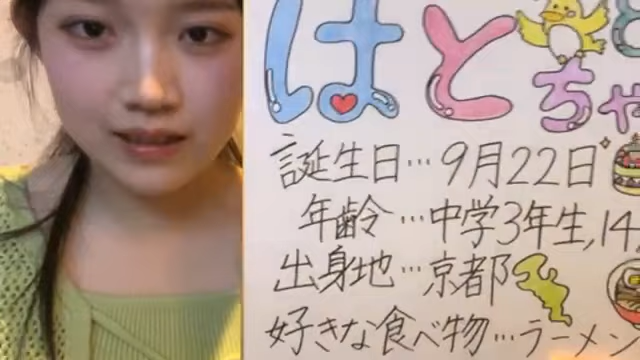 はとちゃ
誕生日…9月22日
年齢…中学3年生,14,
出身地…京都
好きな食べ物…ラーメン